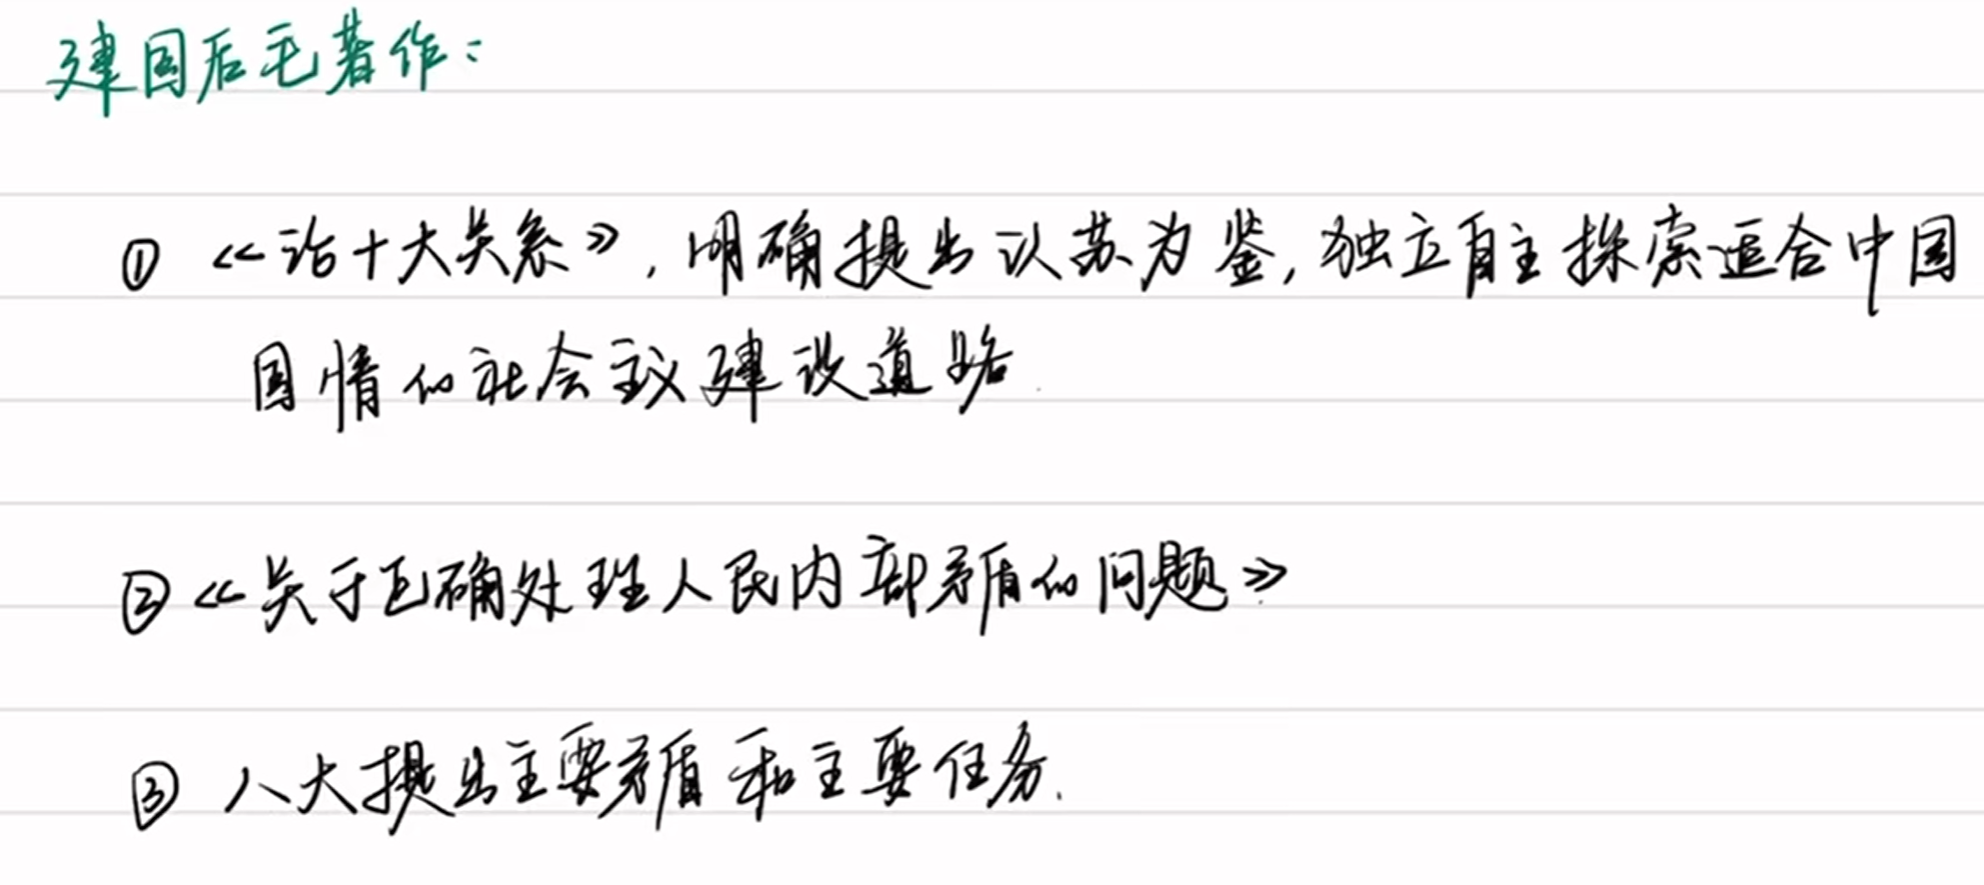 建国后毛著作：
① 《论十大关系》，明确提出以苏为鉴，独立自主探索适合中国
国情的社会主义建设道路.
② 《关于正确处理人民内部矛盾的问题》
③ 八大提出主要矛盾和主要任务.